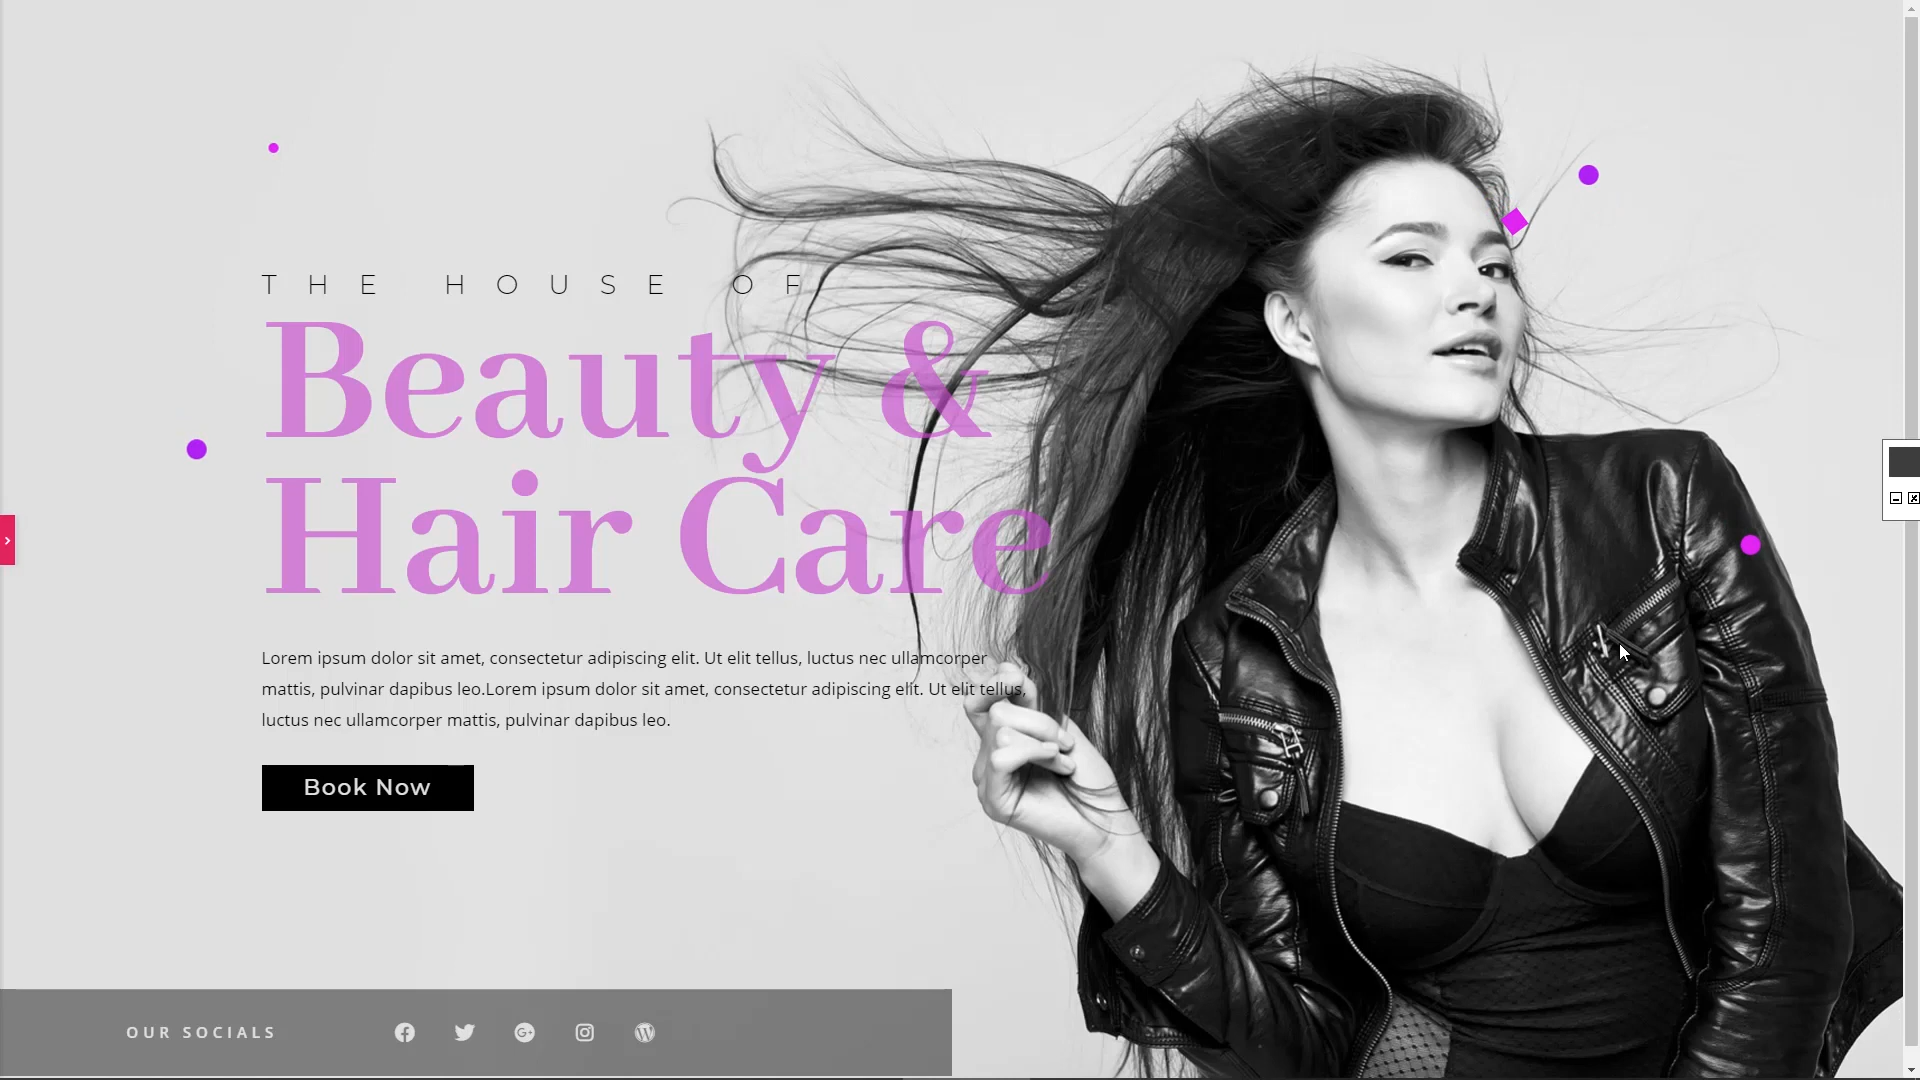 THE HOUSE OF
Beauty &
Hair Care
Lorem ipsum dolor sit amet, consectetur adipiscing elit. Ut elit tellus, luctus nec ullamcorper
mattis, pulvinar dapibus leo.Lorem ipsum dolor sit amet, consectetur adipiscing elit. Ut elit tellus,
luctus nec ullamcorper mattis, pulvinar dapibus leo.
Book Now
OUR SOCIALS